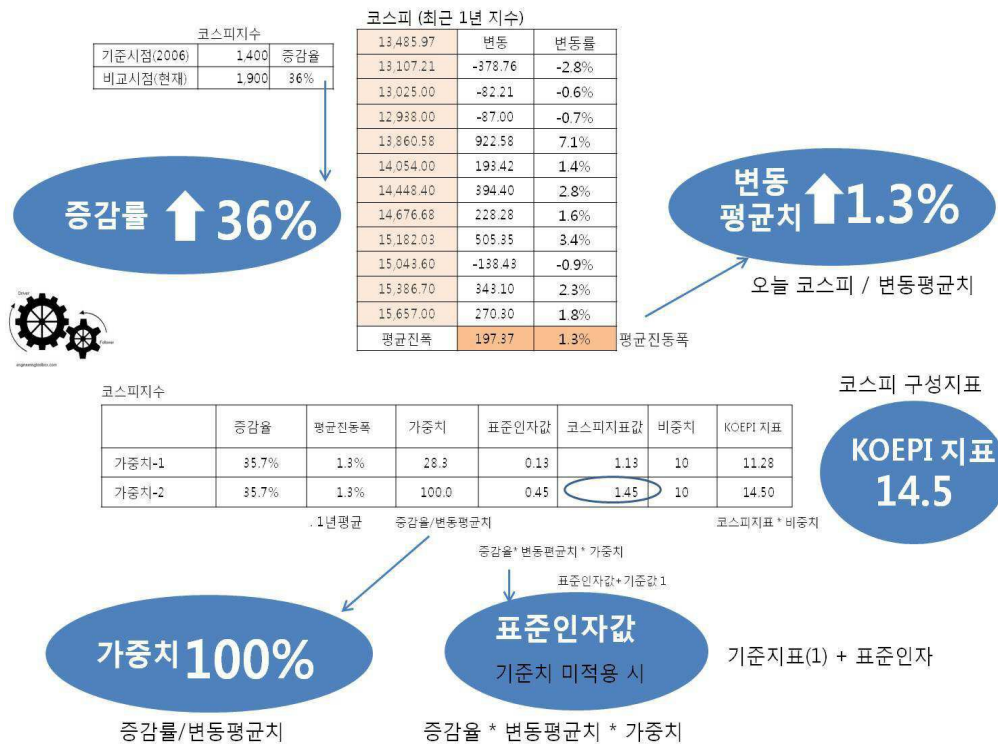 코스피지수
기준시점(2006) 1,400 증감율
비교시점(현재) 1,900 36%
증감률 36%
코스피 (최근 1년 지수)
13,485.97 변동 변동률
13,107.21 -378.76 -2.8%
13,025.00 -82.21 -0.6%
12,938.00 -87.00 -0.7%
13,860.58 922.58 7.1%
14,054.00 193.42 1.4%
14,448.40 394.40 2.8%
14,676.68 228.28 1.6%
15,182.03 505.35 3.4%
15,043.60 -138.43 -0.9%
15,386.70 343.10 2.3%
15,657.00 270.30 1.8%
평균진폭 197.37 1.3% 평균진동폭
변동
평균치 1.3%
오늘 코스피 / 변동평균치
Driver
Follower
engineeringtoolbox.com
코스피지수
증감율 평균진동폭 가중치 표준인자값 코스피지표값 비중치 KOEPI 지표
가중치-1 35.7% 1.3% 28.3 0.13 1.13 10 11.28
가중치-2 35.7% 1.3% 100.0 0.45 1.45 10 14.50
. 1년평균 증감율/변동평균치 코스피지표 * 비중치
코스피 구성지표
KOEPI 지표
14.5
증감율* 변동편균치 * 가중치
표준인자값+기준값 1
가중치 100%
증감률/변동평균치
표준인자값
기준치 미적용 시
증감율 * 변동평균치 * 가중치
기준지표(1) + 표준인자